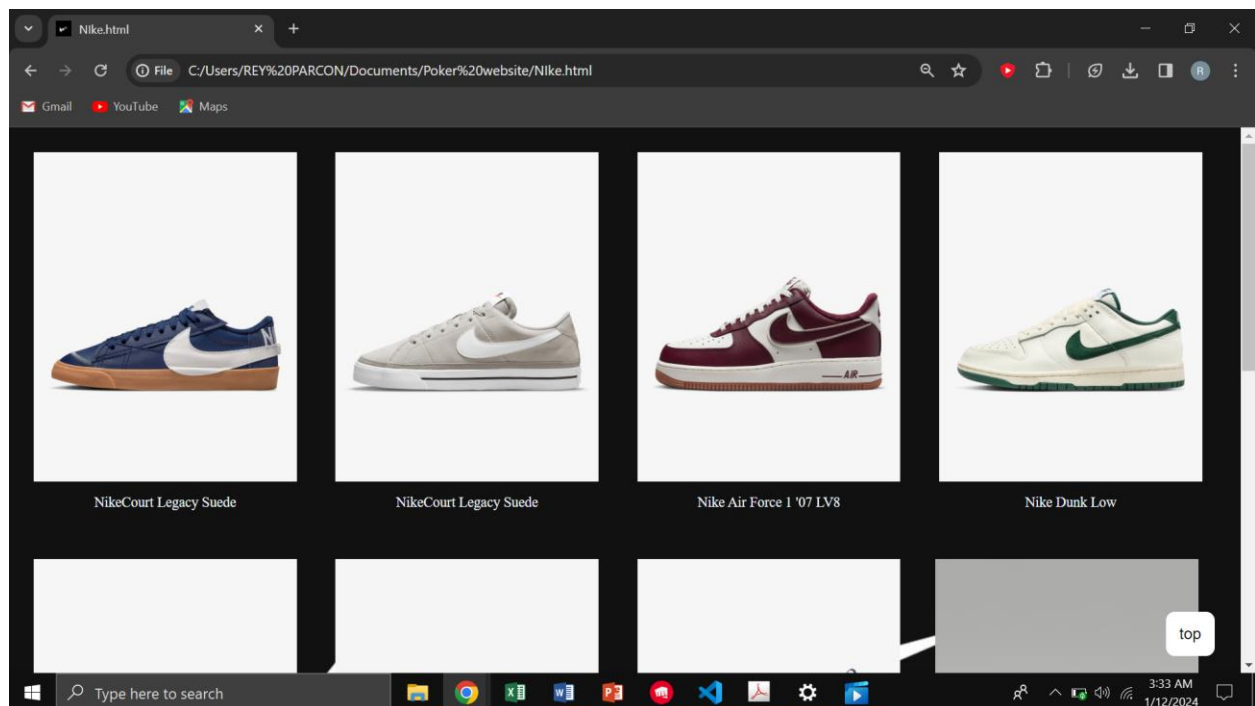 NIke.html
File C:/Users/REY%20PARCON/Documents/Poker%20website/NIke.html
R
Gmail YouTube Maps
N
AIR
NikeCourt Legacy Suede NikeCourt Legacy Suede Nike Air Force 1 '07 LV8 Nike Dunk Low
top
Type here to search
3:33 AM
1/12/2024